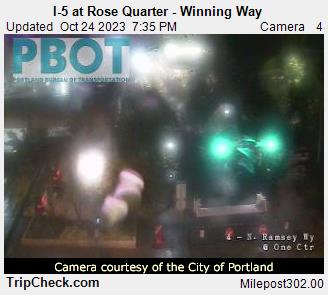 I-5 at Rose Quarter - Winning Way
Updated Oct 24 2023 7:35 PM Camera 4
PBOT
PORTLAND BUREAU OF TRANSPORTATION
4 - N. Ramsey Wy
@ One Ctr
Camera courtesy of the City of Portland
TripCheck.com Milepost302.00